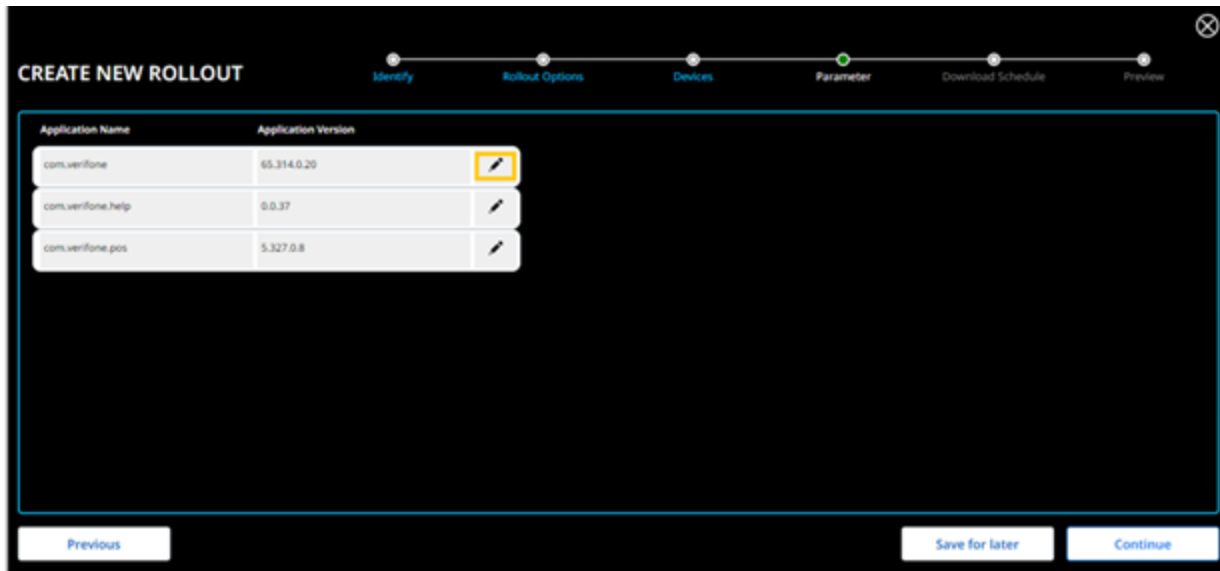 CREATE NEW ROLLOUT
Identify
Rollout Options
Devices
Parameter
Download Schedule
Preview
Application Name Application Version
com.verifone 65.314.0.20
com.verifone.help 0.0.37
com.verifone.pos 5.327.0.8
Previous
Save for later
Continue